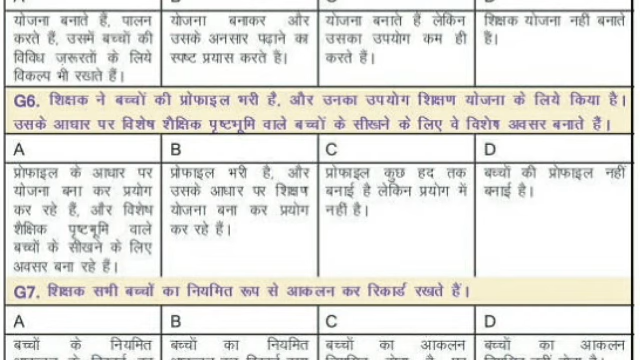 योजना बनाते हैं, पालन
करते हैं, उसमें बच्चों की
विविध ज़रूरतों के लिये
विकल्प भी रखाते हैं।
योजना बनाकर और
उसके अनसार पढ़ाने का
स्पष्ट प्रयास करते हैं।
योजना बनाते हैं लेकिन
उसका उपयोग कम ही
करते हैं।
शिक्षक योजना नहीं बनाते
हैं।
G6. शिक्षक ने बच्चों की प्रोफाइल भरी है, और उनका उपयोग शिक्षण योजना के लिये किया है।
उसके आधार पर विशेष शैक्षिक पृष्टभूमि वाले बच्चों के सीखने के लिए वे विशेष अवसर बनाते हैं।
A
B
C
D
प्रोफाइल के आधार पर
योजना बना कर प्रयोग
कर रहे हैं, और विशेष
शैक्षिक पृष्टबूमि वाले
बच्चों के सीखने के लिए
अवसर बना रहे हैं।
प्रोफाइल भरी है, और
उसके आधार पर शिक्षण
योजना बना कर प्रयोग
कर रहे हैं।
प्रोफाइल कुछ हद तक
बनाई है लेकिन प्रयोग में
नहीं है।
बच्चों की प्रोफाइल नहीं
बनाई है।
G7. शिक्षक सभी बच्चों का नियमित रूप से आकलन कर रिकार्ड रखते हैं।
A
B
C
D
बच्चों के नियमित
बच्चों का नियमित
बच्चों का आकलन
बच्चों का आकलन